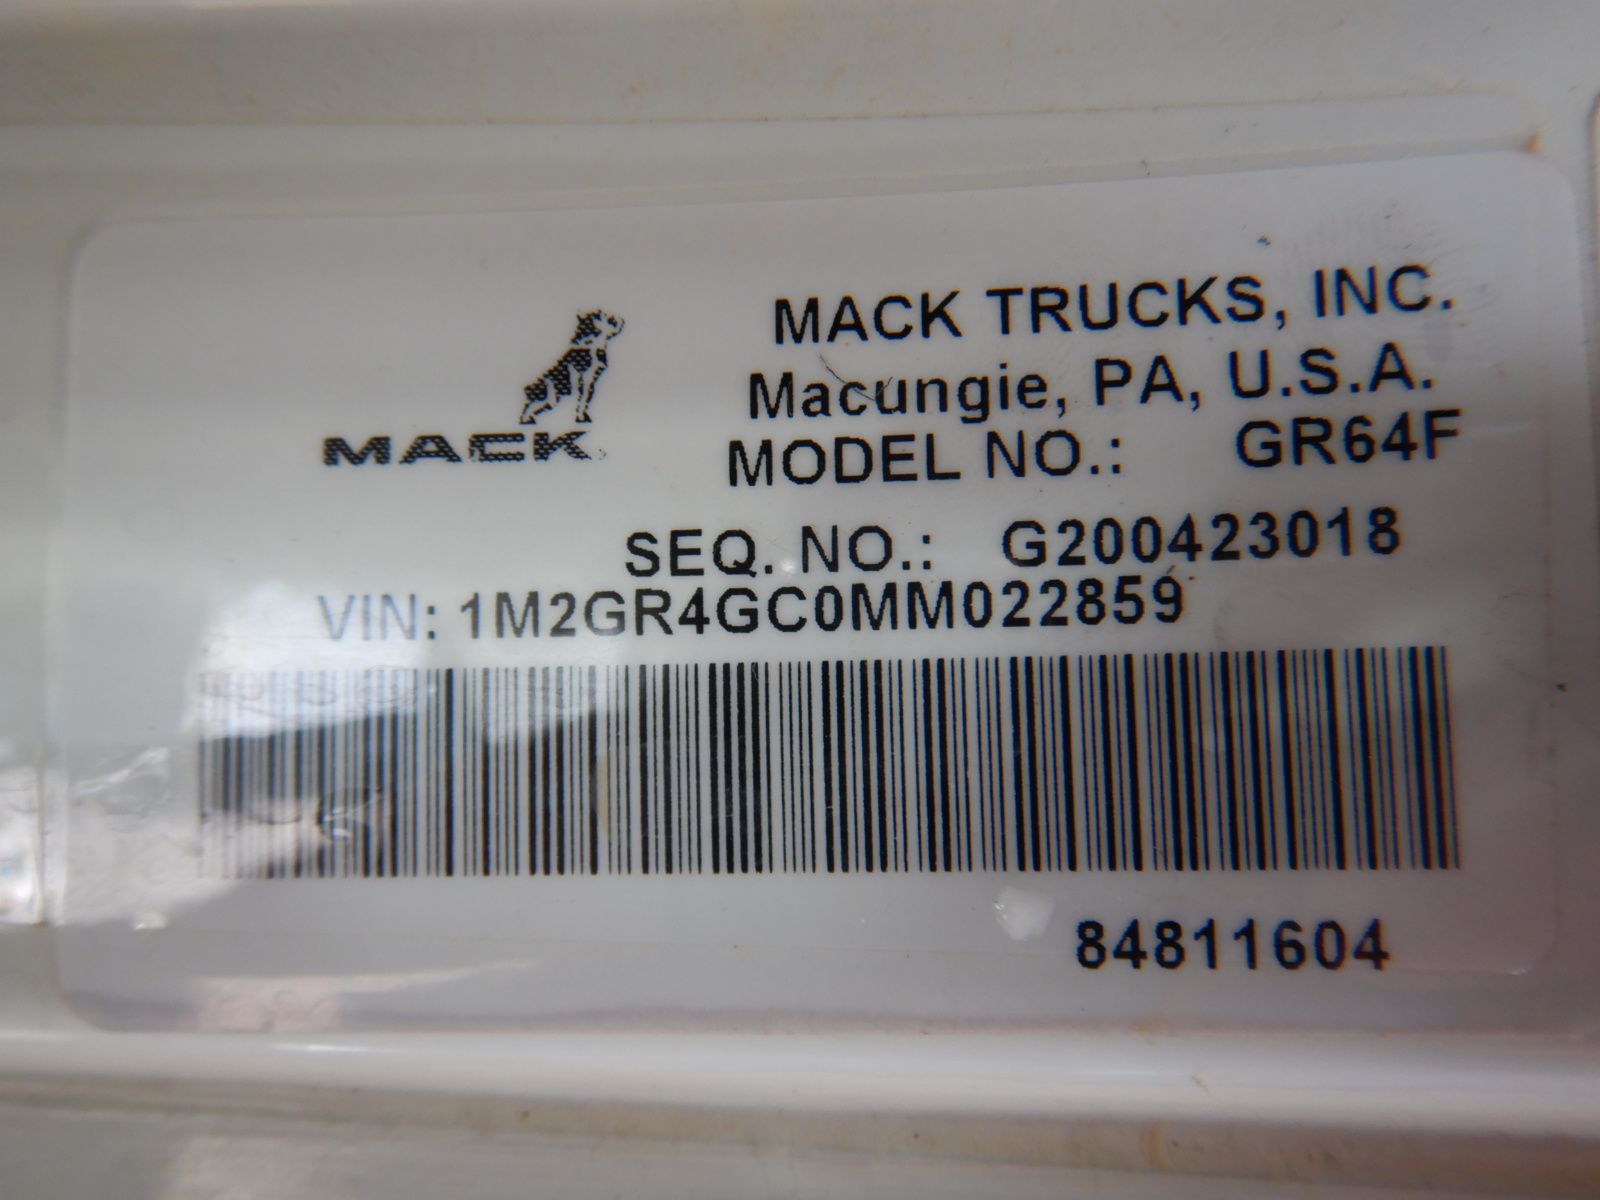 MACK
MACK TRUCKS, INC.
Macungie, PA, U.S.A.
MODEL NO.: GR64F
SEQ. NO.: G200423018
VIN: 1M2GR4GC0MM022859
84811604